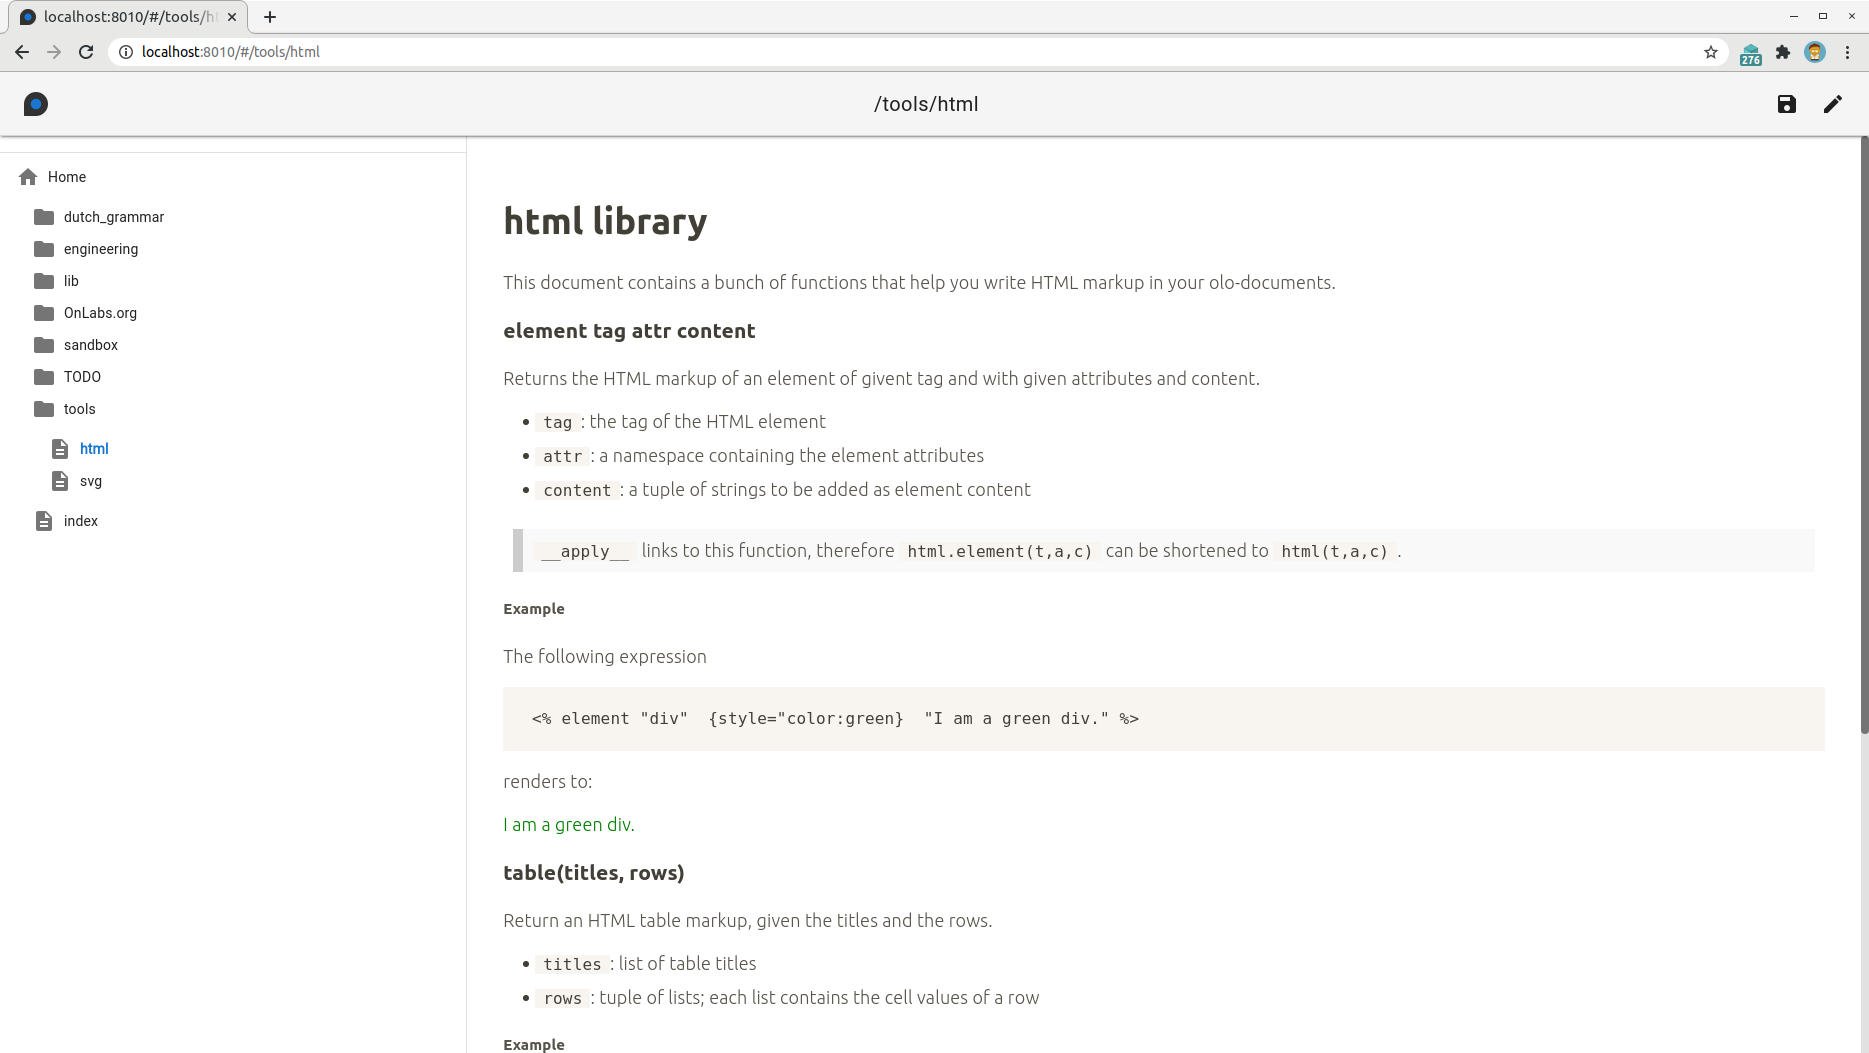 localhost:8010/#/tools/ht
localhost:8010/#/tools/html
276
/tools/html
Home
dutch_grammar
engineering
lib
OnLabs.org
sandbox
TODO
tools
html
svg
index
html library
This document contains a bunch of functions that help you write HTML markup in your olo-documents.
element tag attr content
Returns the HTML markup of an element of givent tag and with given attributes and content.
• tag : the tag of the HTML element
• attr : a namespace containing the element attributes
• content : a tuple of strings to be added as element content
__apply__ links to this function, therefore html.element(t,a,c) can be shortened to html(t,a,c) .
Example
The following expression
<% element "div"  {style="color:green}  "I am a green div." %>
renders to:
I am a green div.
table(titles, rows)
Return an HTML table markup, given the titles and the rows.
• titles : list of table titles
• rows : tuple of lists; each list contains the cell values of a row
Example